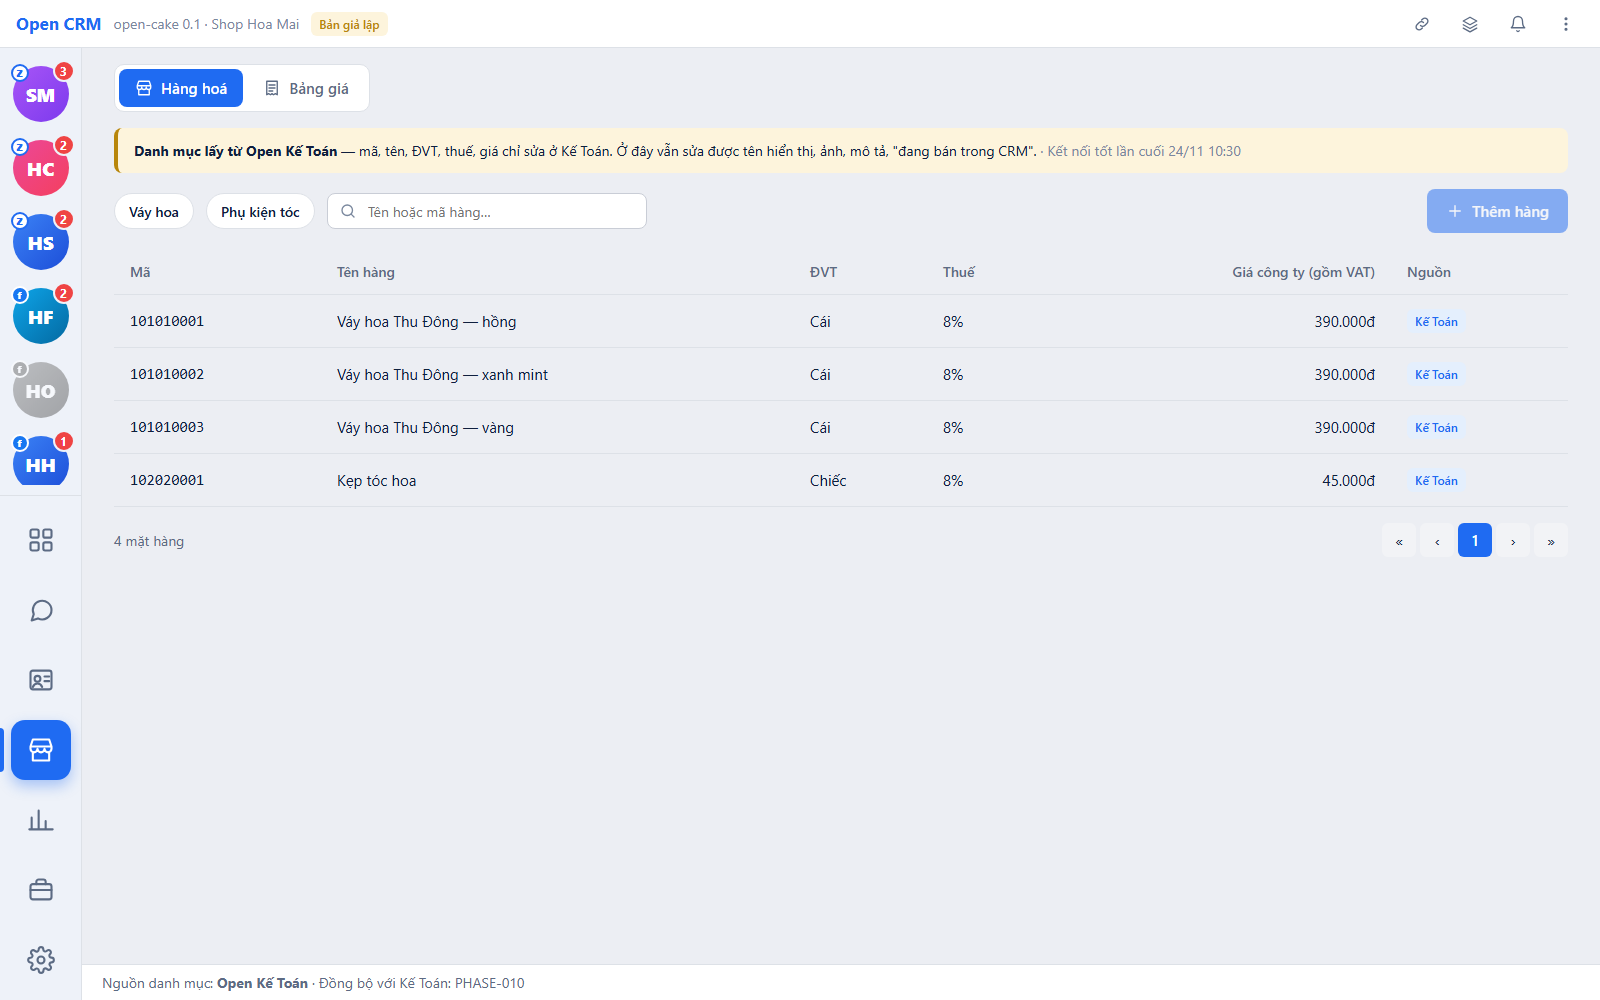 Open CRM open-cake 0.1 · Shop Hoa Mai Bản giả lập
z 3
SM
z 2
HC
z 2
HS
f 2
HF
f
HO
f 1
HH
Hàng hoá Bảng giá
Danh mục lấy từ Open Kế Toán — mã, tên, ĐVT, thuế, giá chỉ sửa ở Kế Toán. Ở đây vẫn sửa được tên hiển thị, ảnh, mô tả, "đang bán trong CRM". · Kết nối tốt lần cuối 24/11 10:30
Váy hoa Phụ kiện tóc Tên hoặc mã hàng... + Thêm hàng
Mã Tên hàng ĐVT Thuế Giá công ty (gồm VAT) Nguồn
101010001 Váy hoa Thu Đông — hồng Cái 8% 390.000đ Kế Toán
101010002 Váy hoa Thu Đông — xanh mint Cái 8% 390.000đ Kế Toán
101010003 Váy hoa Thu Đông — vàng Cái 8% 390.000đ Kế Toán
102020001 Kẹp tóc hoa Chiếc 8% 45.000đ Kế Toán
4 mặt hàng « ‹ 1 › »
Nguồn danh mục: Open Kế Toán · Đồng bộ với Kế Toán: PHASE-010